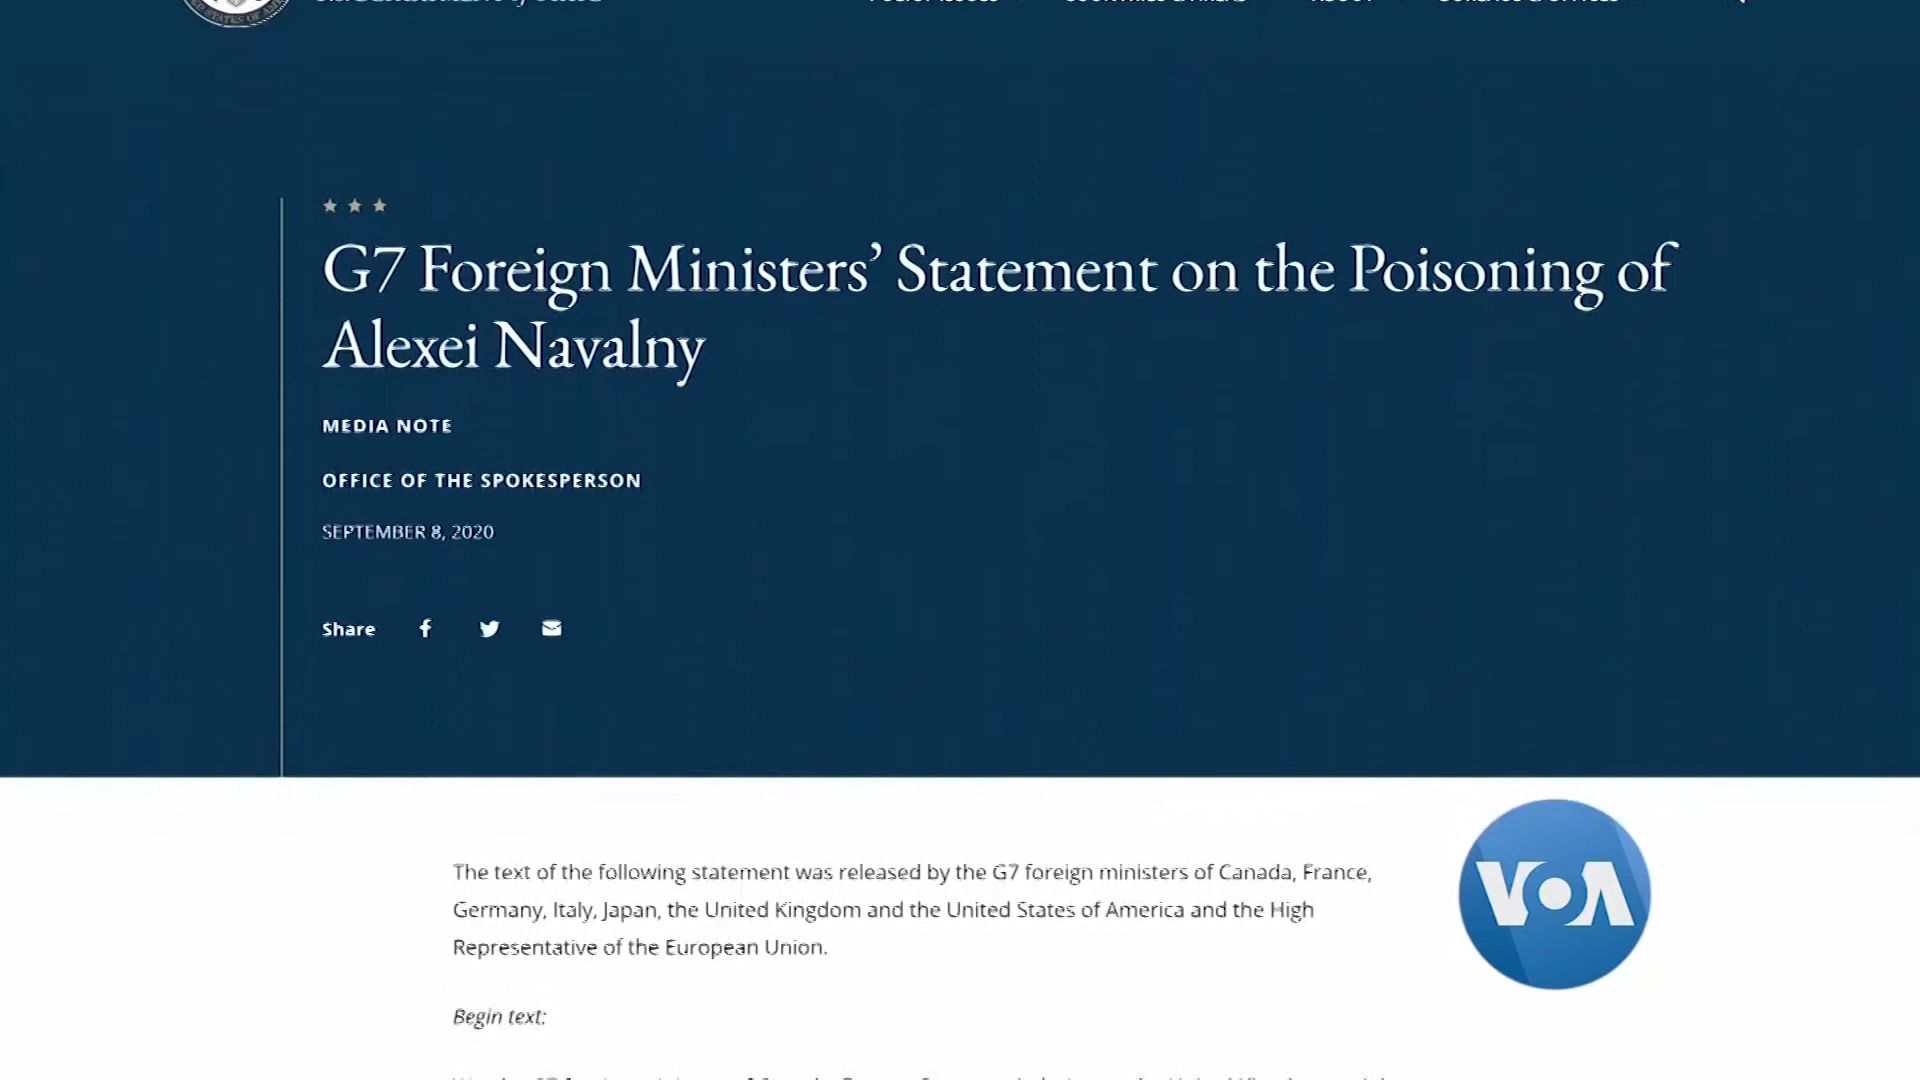 G7 Foreign Ministers’ Statement on the Poisoning of
Alexei Navalny
MEDIA NOTE
OFFICE OF THE SPOKESPERSON
SEPTEMBER 8, 2020
Share
The text of the following statement was released by the G7 foreign ministers of Canada, France,
Germany, Italy, Japan, the United Kingdom and the United States of America and the High
Representative of the European Union.
VOA
Begin text: